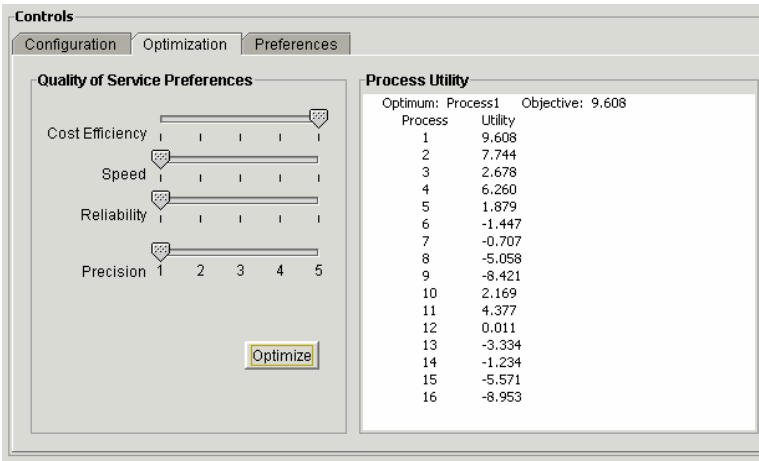 Controls
Configuration Optimization Preferences
Quality of Service Preferences
Cost Efficiency
Speed
Reliability
Precision 1 2 3 4 5
Optimize
Process Utility
Optimum: Process1 Objective: 9.608
Process Utility
1 9.608
2 7.744
3 2.678
4 6.260
5 1.879
6 -1.447
7 -0.707
8 -5.058
9 -8.421
10 2.169
11 4.377
12 0.011
13 -3.334
14 -1.234
15 -5.571
16 -8.953